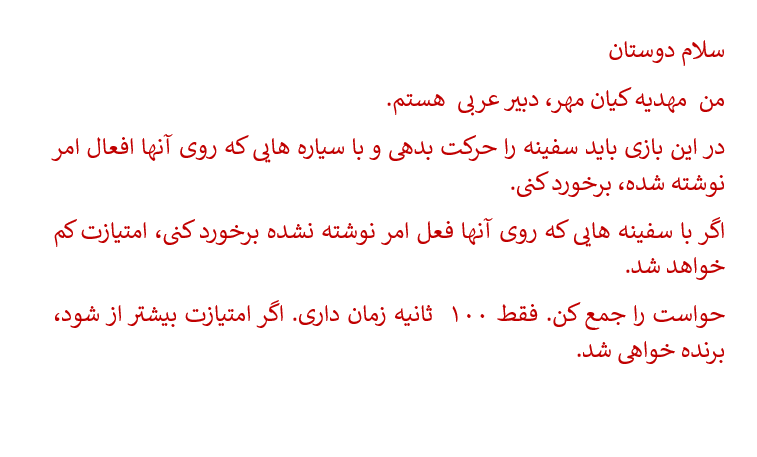 سلام دوستان
من مهدیه کیان مهر، دبیر عربی هستم.
در این بازی باید سفینه را حرکت بدهی و با سیاره هایی که روی آنها افعال امر
نوشته شده، برخورد کنی.
اگر با سفینه هایی که روی آنها فعل امر نوشته نشده برخورد کنی، امتیازت کم
خواهد شد.
حواست را جمع کن. فقط ۱۰۰ ثانیه زمان داری. اگر امتیازت بیشتر از شود،
برنده خواهی شد.